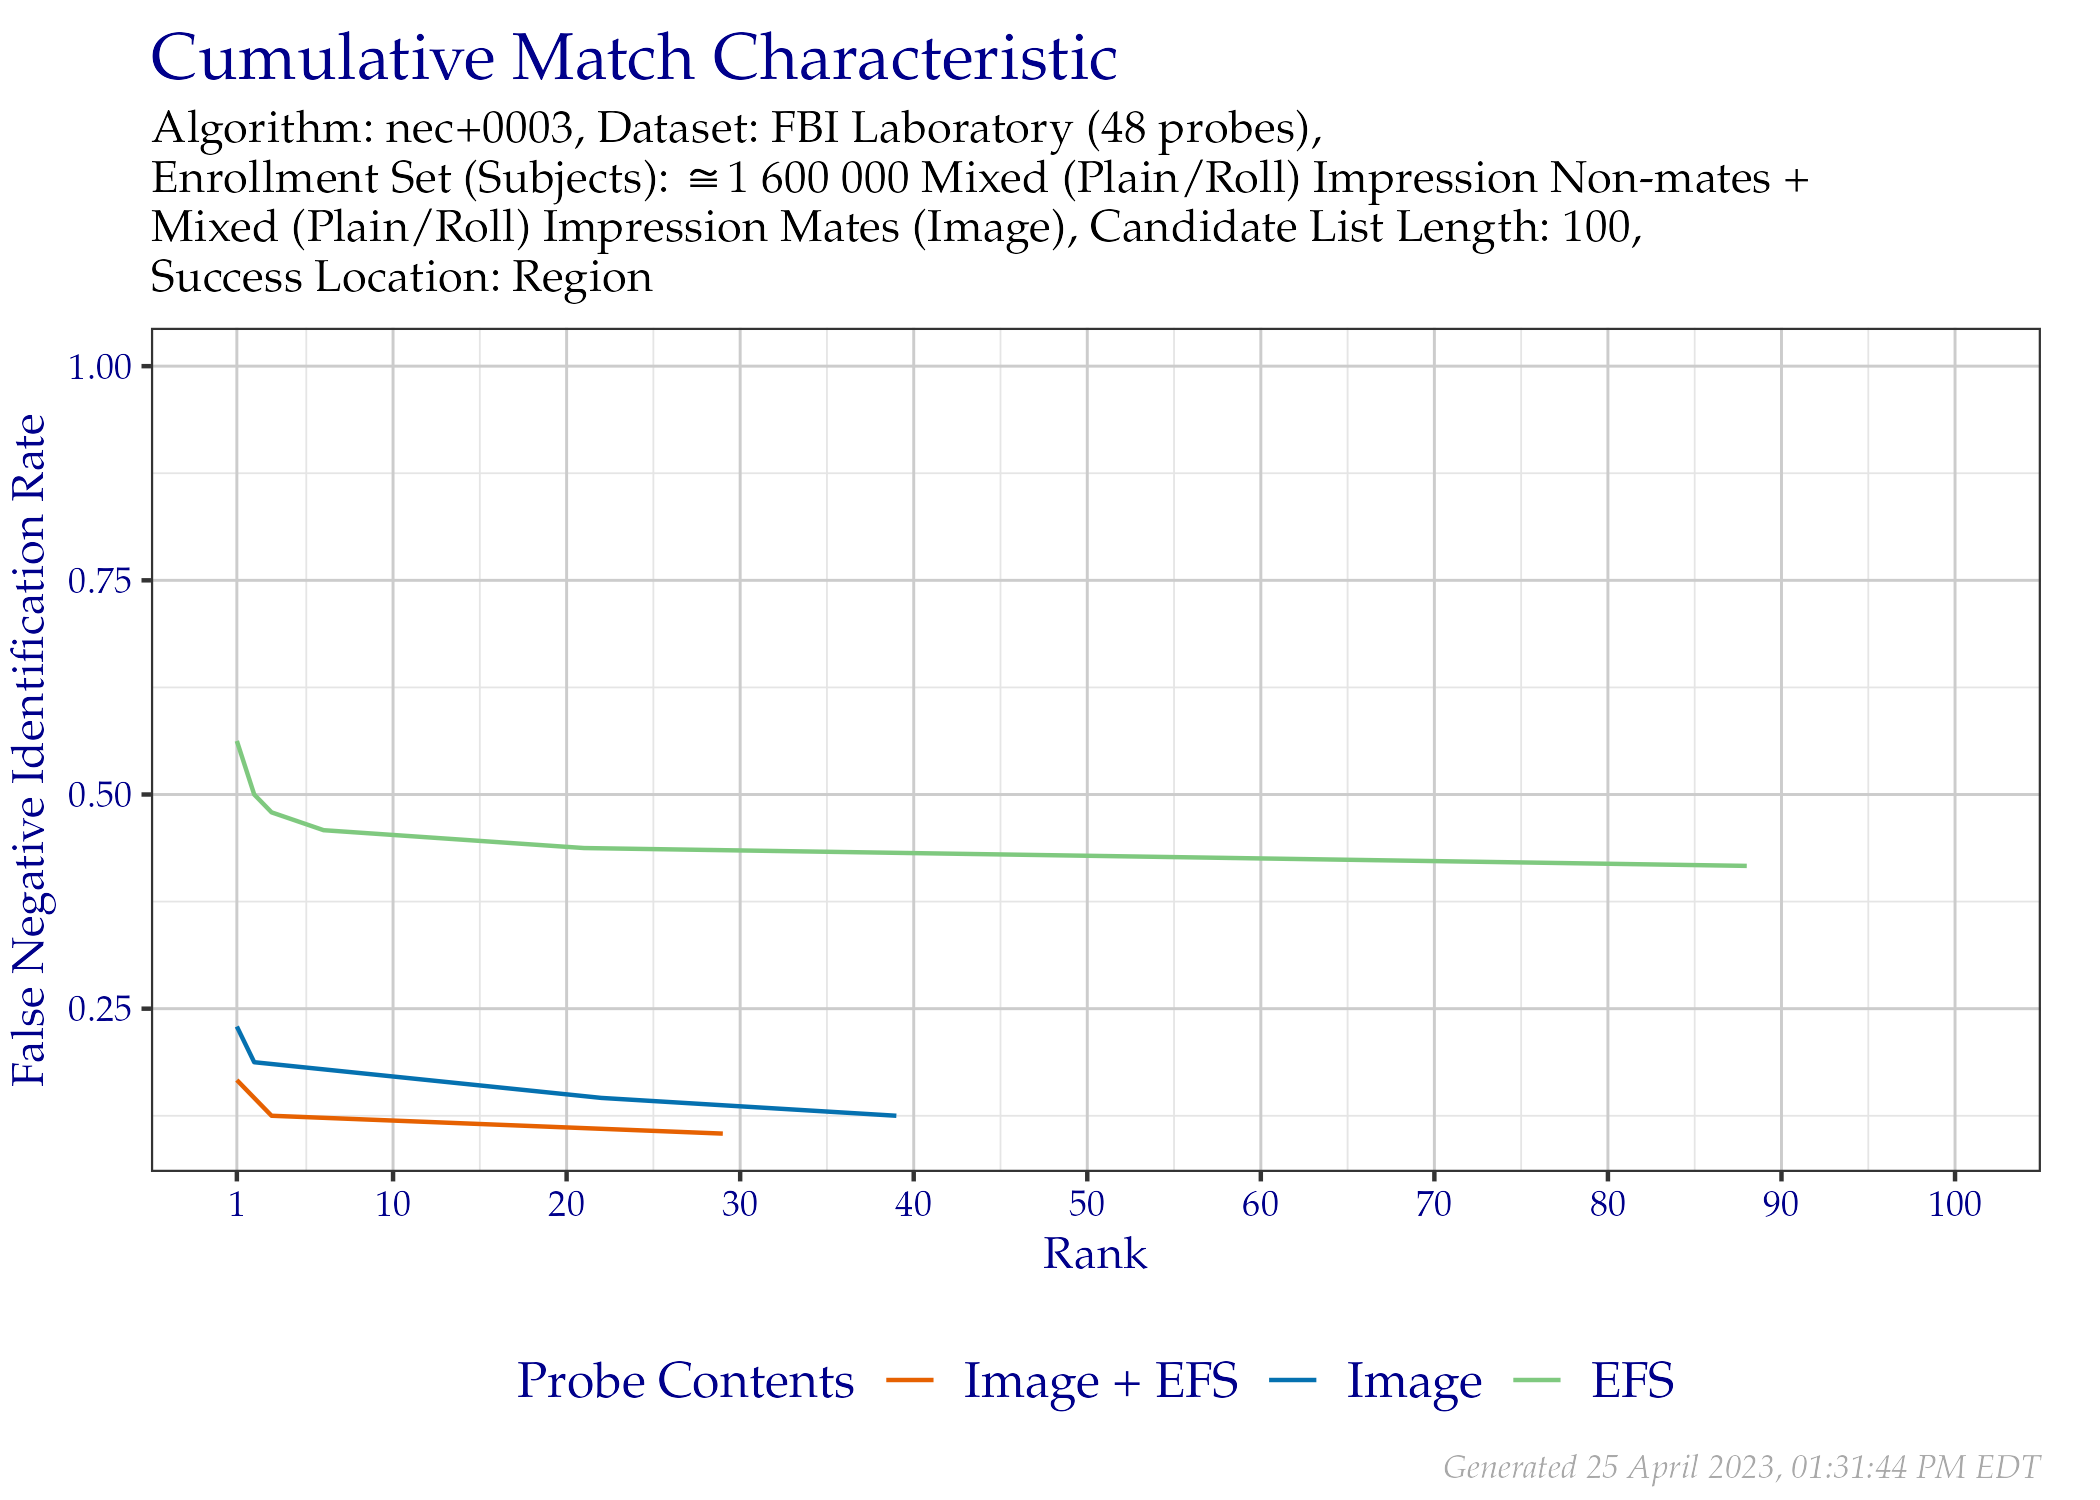 Cumulative Match Characteristic
Algorithm: nec+0003, Dataset: FBI Laboratory (48 probes),
Enrollment Set (Subjects): ≅ 1 600 000 Mixed (Plain/Roll) Impression Non-mates +
Mixed (Plain/Roll) Impression Mates (Image), Candidate List Length: 100,
Success Location: Region
False Negative Identification Rate
1.00
0.75
0.50
0.25
1 10 20 30 40 50 60 70 80 90 100
Rank
Probe Contents Image + EFS Image EFS
Generated 25 April 2023, 01:31:44 PM EDT